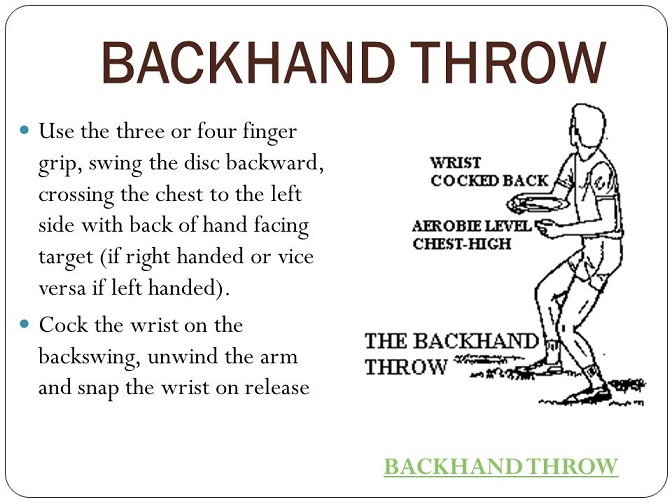 BACKHAND THROW
• Use the three or four finger
grip, swing the disc backward,
crossing the chest to the left
side with back of hand facing
target (if right handed or vice
versa if left handed).
• Cock the wrist on the
backswing, unwind the arm
and snap the wrist on release
WRIST
COCKED BACK
AEROBIE LEVEL
CHEST-HIGH
THE BACKHAND
THROW
BACKHAND THROW